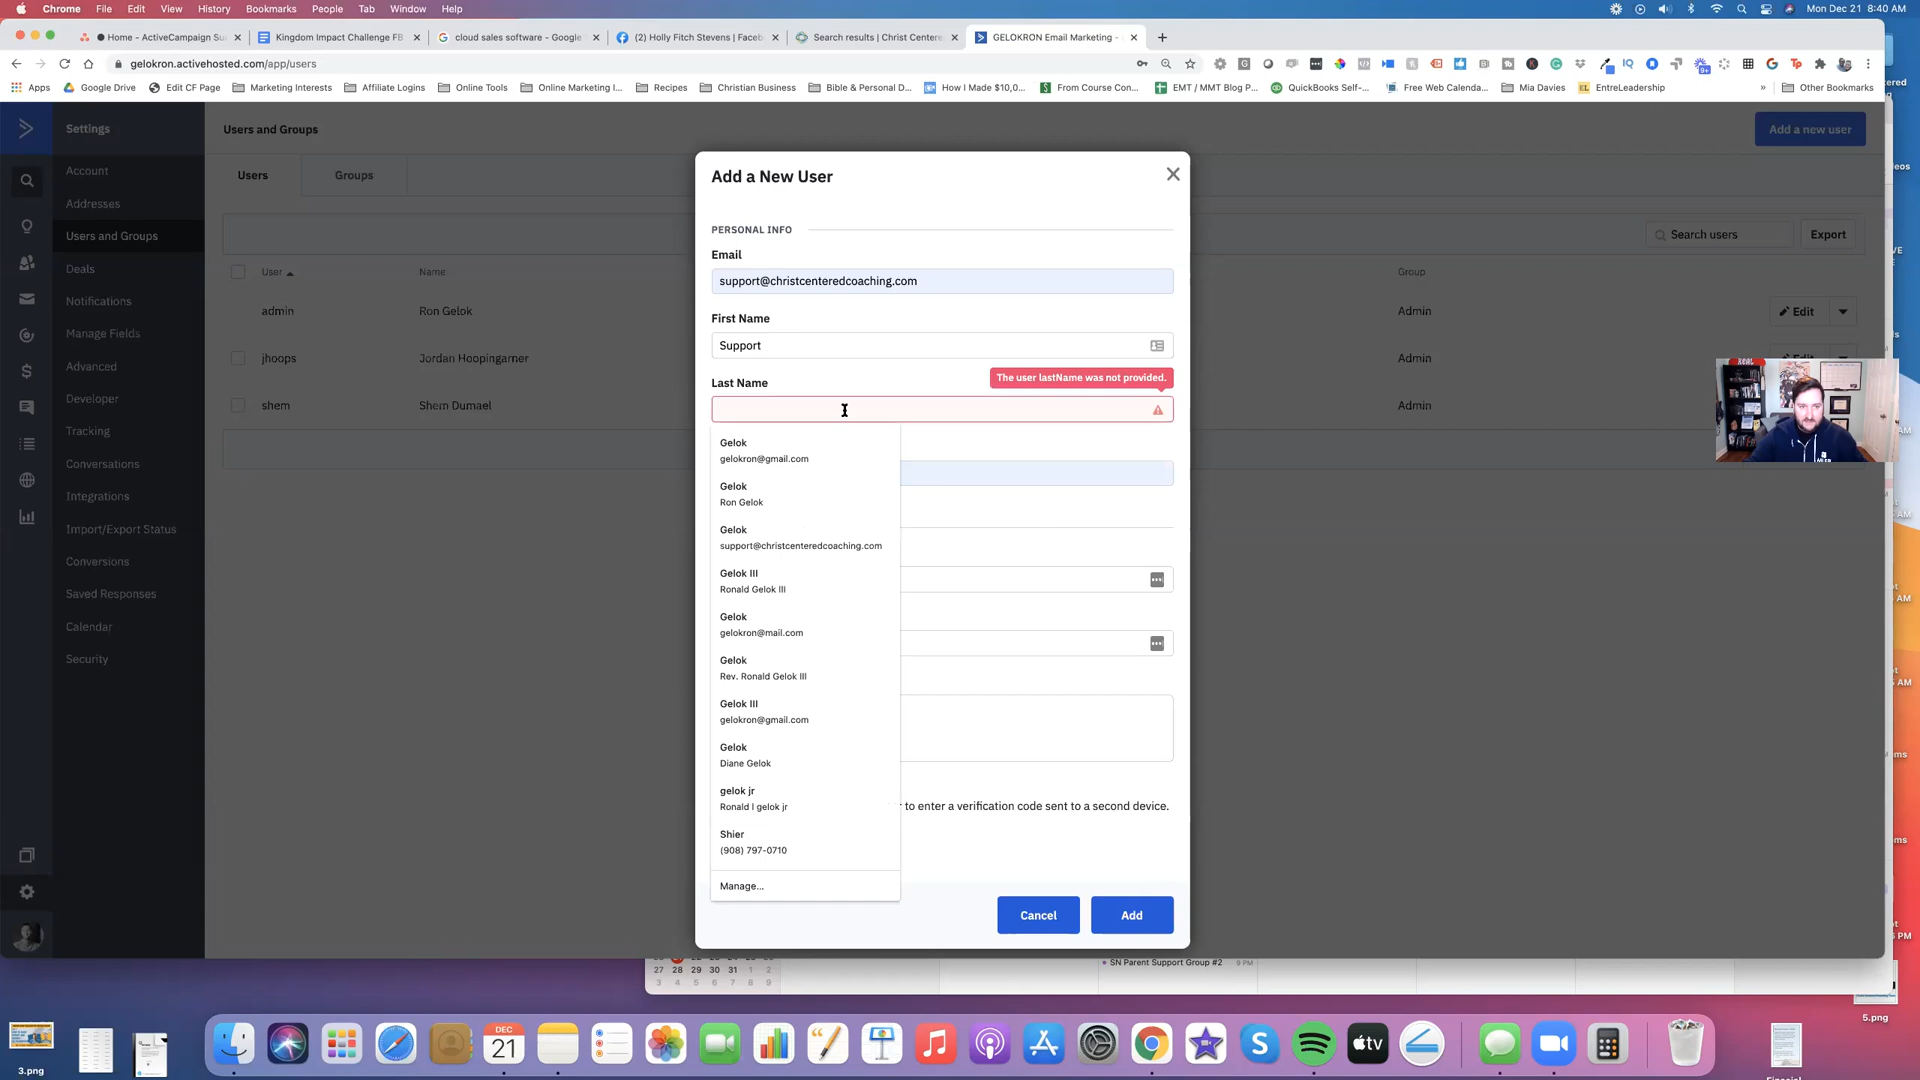 Chrome File Edit View History Bookmarks People Tab Window Help Mon Dec 21 8:40 AM
Home - ActiveCampaign Su
Kingdom Impact Challenge FB
cloud sales software - Google
(2) Holly Fitch Stevens | Faceb
Search results | Christ Centere
GELOKRON Email Marketing -
gelokron.activehosted.com/app/users
Apps Google Drive Edit CF Page Marketing Interests Affiliate Logins Online Tools Online Marketing I... Recipes Christian Business Bible & Personal D... How I Made $10,0... From Course Con... EMT / MMT Blog P... QuickBooks Self-... Free Web Calenda... Mia Davies EntreLeadership » Other Bookmarks
Settings
Users and Groups
Add a new user
Account
Addresses
Users and Groups
Deals
Notifications
Manage Fields
Advanced
Developer
Tracking
Conversations
Integrations
Import/Export Status
Conversions
Saved Responses
Calendar
Security
Users Groups
Search users
Export
User Name Group
admin Ron Gelok Admin Edit
jhoops Jordan Hoopingarner Admin Edit
shem Shem Dumael Admin
Add a New User
PERSONAL INFO
Email
support@christcenteredcoaching.com
First Name
Support
Last Name
The user lastName was not provided.
Gelok
gelokron@gmail.com
Gelok
Ron Gelok
Gelok
support@christcenteredcoaching.com
Gelok III
Ronald Gelok III
Gelok
gelokron@mail.com
Gelok
Rev. Ronald Gelok III
Gelok III
gelokron@gmail.com
Gelok
Diane Gelok
gelok jr
Ronald l gelok jr
Shier
(908) 797-0710
Manage...
to enter a verification code sent to a second device.
Cancel Add
SN Parent Support Group #2 9 PM
27 28 29 30 31 1 2
3 4 5 6 7 8 9
DEC
21
tv
3.png
5.png